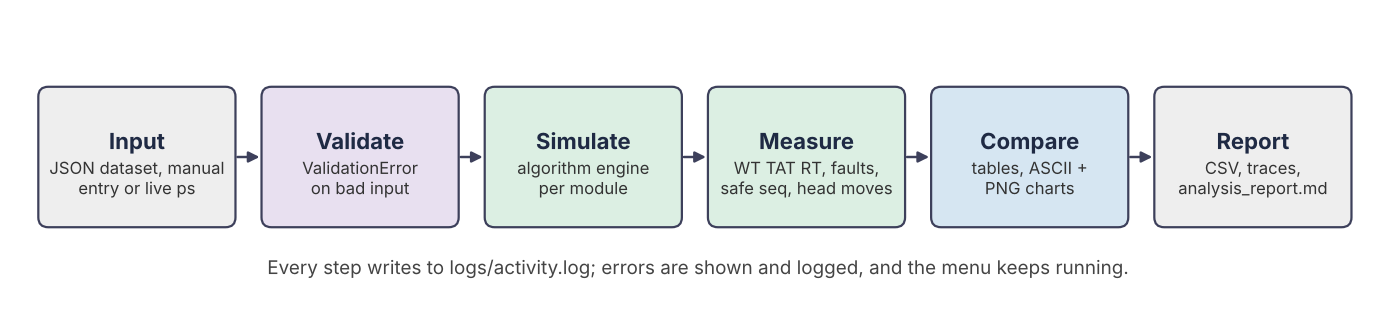 Input
JSON dataset, manual
entry or live ps
Validate
ValidationError
on bad input
Simulate
algorithm engine
per module
Measure
WT TAT RT, faults,
safe seq, head moves
Compare
tables, ASCII +
PNG charts
Report
CSV, traces,
analysis_report.md
Every step writes to logs/activity.log; errors are shown and logged, and the menu keeps running.